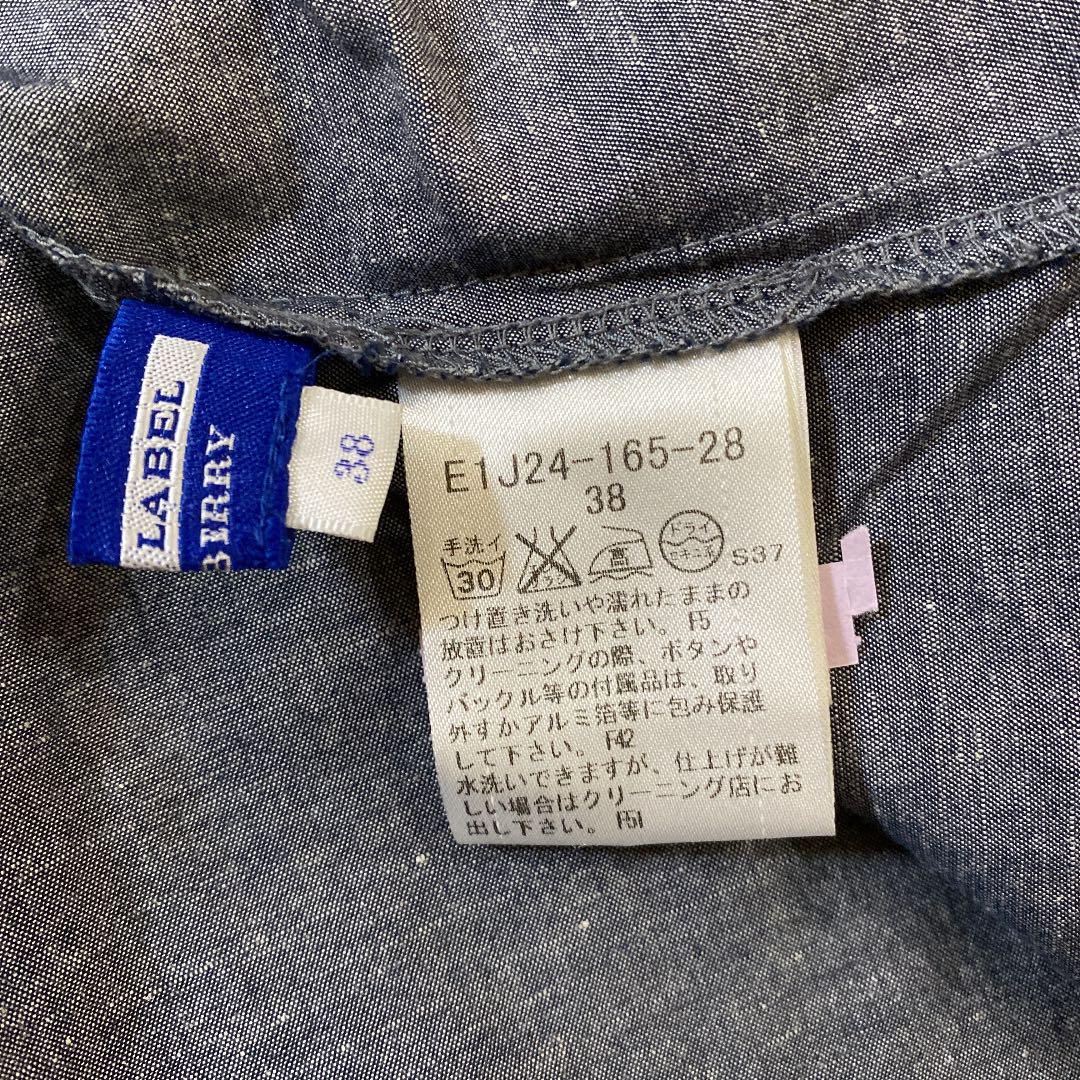 LABEL
38
E1J24-165-28
38
手洗イ
30
高
ドライ
セキユ系
S37
つけ置き洗いや濡れたままの
放置はおさけ下さい。 F5
クリーニングの際、ボタンや
バックル等の付属品は、取り
外すかアルミ箔等に包み保護
して下さい。 F42
水洗いできますが、仕上げが難
しい場合はクリーニング店にお
出し下さい。 F51